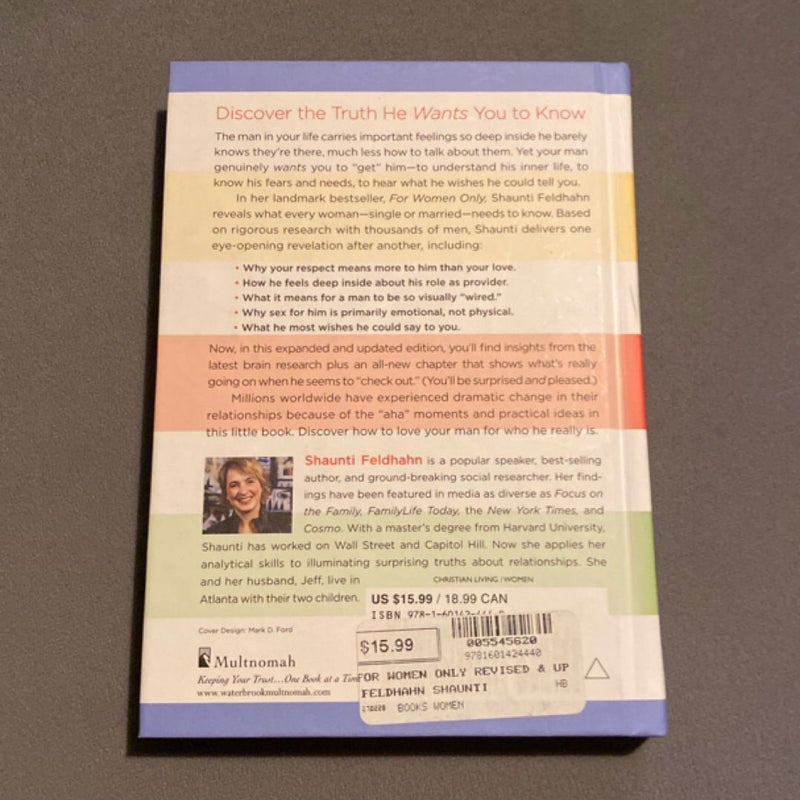 Discover the Truth He Wants You to Know
The man in your life carries important feelings so deep inside he barely
knows they're there, much less how to talk about them. Yet your man
genuinely wants you to "get" him—to understand his inner life, to
know his fears and needs, to hear what he wishes he could tell you.
In her landmark bestseller, For Women Only, Shaunti Feldhahn
reveals what every woman—single or married—needs to know. Based
on rigorous research with thousands of men, Shaunti delivers one
eye-opening revelation after another, including:
• Why your respect means more to him than your love.
• How he feels deep inside about his role as provider.
• What it means for a man to be so visually "wired."
• Why sex for him is primarily emotional, not physical.
• What he most wishes he could say to you.
Now, in this expanded and updated edition, you'll find insights from the
latest brain research plus an all-new chapter that shows what's really
going on when he seems to "check out." (You'll be surprised and pleased.)
Millions worldwide have experienced dramatic change in their
relationships because of the "aha" moments and practical ideas in
this little book. Discover how to love your man for who he really is.
Shaunti Feldhahn is a popular speaker, best-selling
author, and ground-breaking social researcher. Her find-
ings have been featured in media as diverse as Focus on
the Family, FamilyLife Today, the New York Times, and
Cosmo. With a master's degree from Harvard University,
Shaunti has worked on Wall Street and Capitol Hill. Now she applies her
analytical skills to illuminating surprising truths about relationships. She
and her husband, Jeff, live in
Atlanta with their two children.
CHRISTIAN LIVING / WOMEN
US $15.99 / 18.99 CAN
ISBN 978-1-60142-444-0
Cover Design: Mark D. Ford
Multnomah
Keeping Your Trust...One Book at a Time
www.waterbrookmultnomah.com
$15.99
005545620
9781601424440
FOR WOMEN ONLY REVISED & UP
FELDHAHN SHAUNTI
HB
BOOKS WOMEN